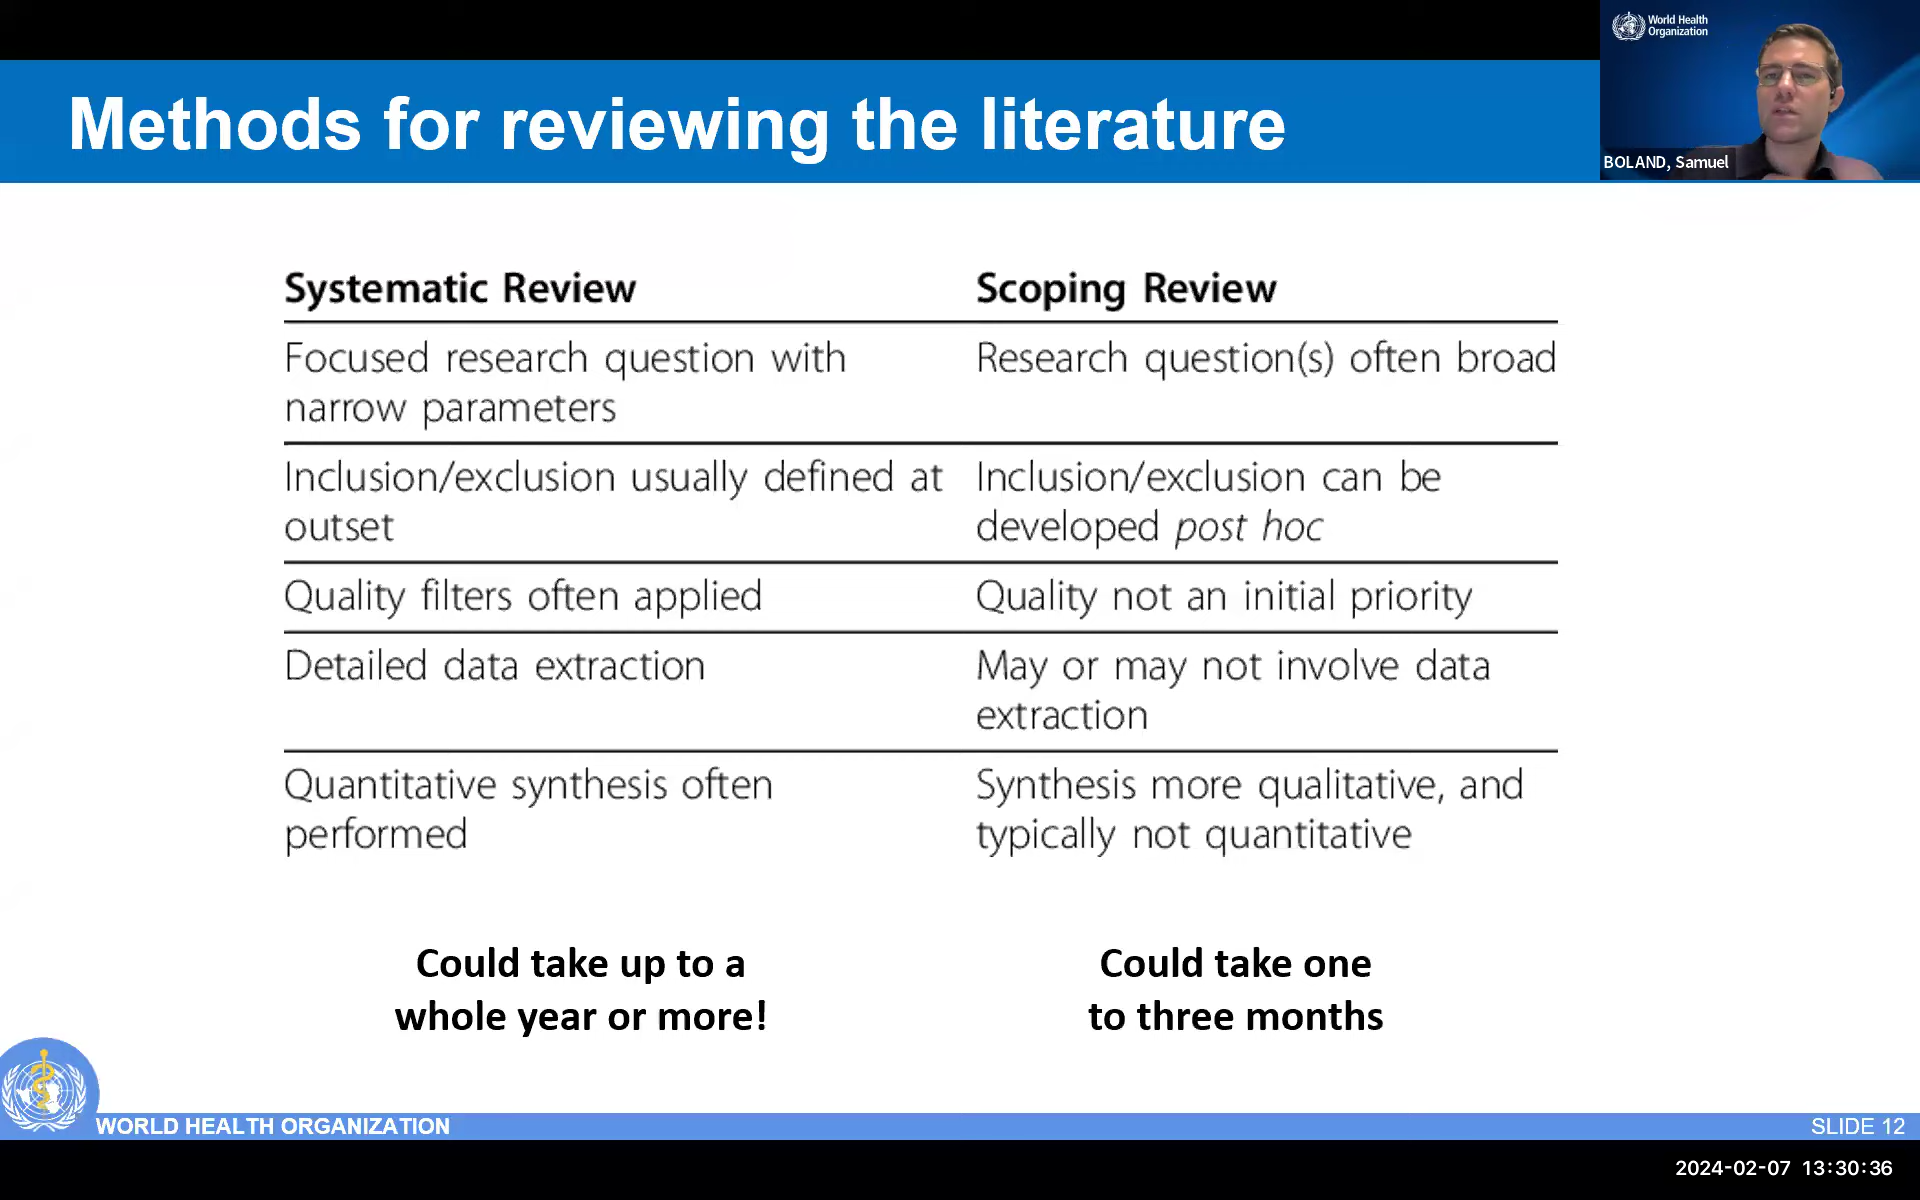 World Health
Organization
BOLAND, Samuel
Methods for reviewing the literature
Systematic Review
Scoping Review
Focused research question with
narrow parameters
Research question(s) often broad
Inclusion/exclusion usually defined at
outset
Inclusion/exclusion can be
developed post hoc
Quality filters often applied
Quality not an initial priority
Detailed data extraction
May or may not involve data
extraction
Quantitative synthesis often
performed
Synthesis more qualitative, and
typically not quantitative
Could take up to a
whole year or more!
Could take one
to three months
WORLD HEALTH ORGANIZATION
SLIDE 12
2024-02-07 13:30:36